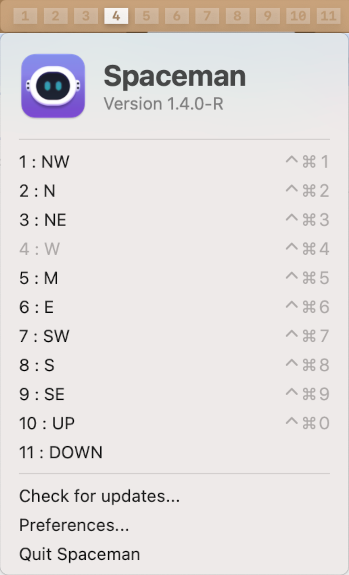 1 2 3 4 5 6 7 8 9 10 11
Spaceman
Version 1.4.0-R
1 : NW ^⌘1
2 : N ^⌘2
3 : NE ^⌘3
4 : W ^⌘4
5 : M ^⌘5
6 : E ^⌘6
7 : SW ^⌘7
8 : S ^⌘8
9 : SE ^⌘9
10 : UP ^⌘0
11 : DOWN
Check for updates...
Preferences...
Quit Spaceman